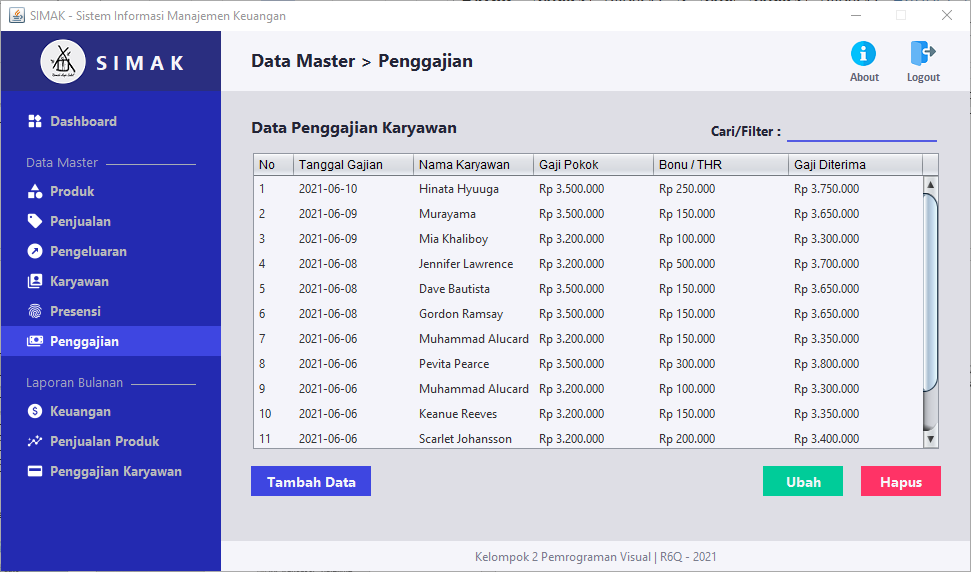 SIMAK - Sistem Informasi Manajemen Keuangan
SIMAK
Data Master > Penggajian
About
Logout
Dashboard
Data Master
Produk
Penjualan
Pengeluaran
Karyawan
Presensi
Penggajian
Laporan Bulanan
Keuangan
Penjualan Produk
Penggajian Karyawan
Data Penggajian Karyawan
Cari/Filter :
No Tanggal Gajian Nama Karyawan Gaji Pokok Bonu / THR Gaji Diterima
1 2021-06-10 Hinata Hyuuga Rp 3.500.000 Rp 250.000 Rp 3.750.000
2 2021-06-09 Murayama Rp 3.500.000 Rp 150.000 Rp 3.650.000
3 2021-06-09 Mia Khaliboy Rp 3.200.000 Rp 100.000 Rp 3.300.000
4 2021-06-08 Jennifer Lawrence Rp 3.200.000 Rp 500.000 Rp 3.700.000
5 2021-06-08 Dave Bautista Rp 3.500.000 Rp 150.000 Rp 3.650.000
6 2021-06-08 Gordon Ramsay Rp 3.500.000 Rp 150.000 Rp 3.650.000
7 2021-06-06 Muhammad Alucard Rp 3.200.000 Rp 150.000 Rp 3.350.000
8 2021-06-06 Pevita Pearce Rp 3.500.000 Rp 300.000 Rp 3.800.000
9 2021-06-06 Muhammad Alucard Rp 3.200.000 Rp 100.000 Rp 3.300.000
10 2021-06-06 Keanue Reeves Rp 3.200.000 Rp 150.000 Rp 3.350.000
11 2021-06-06 Scarlet Johansson Rp 3.200.000 Rp 200.000 Rp 3.400.000
Tambah Data
Ubah
Hapus
Kelompok 2 Pemrograman Visual | R6Q - 2021